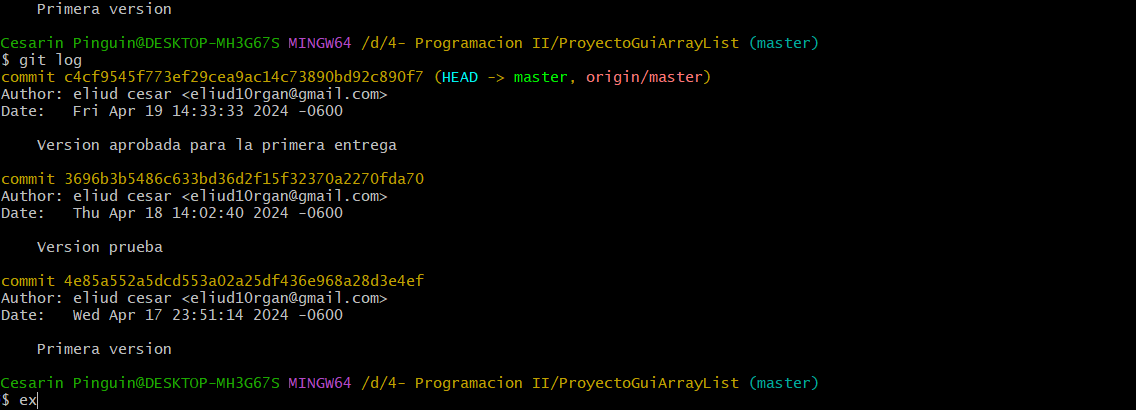 Primera version
Cesarin Pinguin@DESKTOP-MH3G67S MINGW64 /d/4- Programacion II/ProyectoGuiArrayList (master)
$ git log
commit c4cf9545f773ef29cea9ac14c73890bd92c890f7 (HEAD -> master, origin/master)
Author: eliud cesar <eliud10rgan@gmail.com>
Date:   Fri Apr 19 14:33:33 2024 -0600
Version aprobada para la primera entrega
commit 3696b3b5486c633bd36d2f15f32370a2270fda70
Author: eliud cesar <eliud10rgan@gmail.com>
Date:   Thu Apr 18 14:02:40 2024 -0600
Version prueba
commit 4e85a552a5dcd553a02a25df436e968a28d3e4ef
Author: eliud cesar <eliud10rgan@gmail.com>
Date:   Wed Apr 17 23:51:14 2024 -0600
Primera version
Cesarin Pinguin@DESKTOP-MH3G67S MINGW64 /d/4- Programacion II/ProyectoGuiArrayList (master)
$ ex